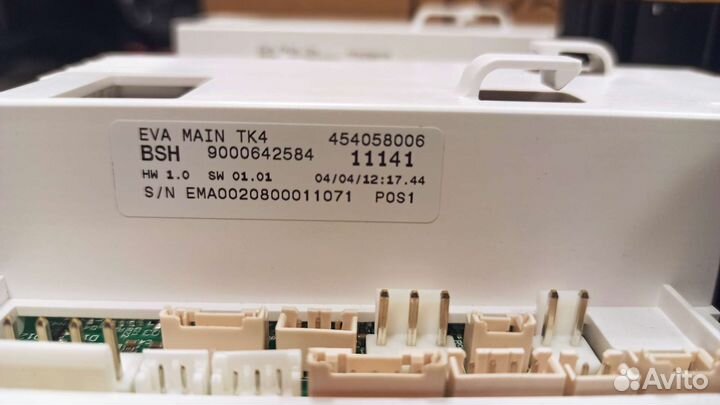 EVA MAIN TK4 454058006
BSH 9000642584 11141
HW 1.0 SW 01.01 04/04/12:17.44
S/N EMA0020800011071 POS1
Avito